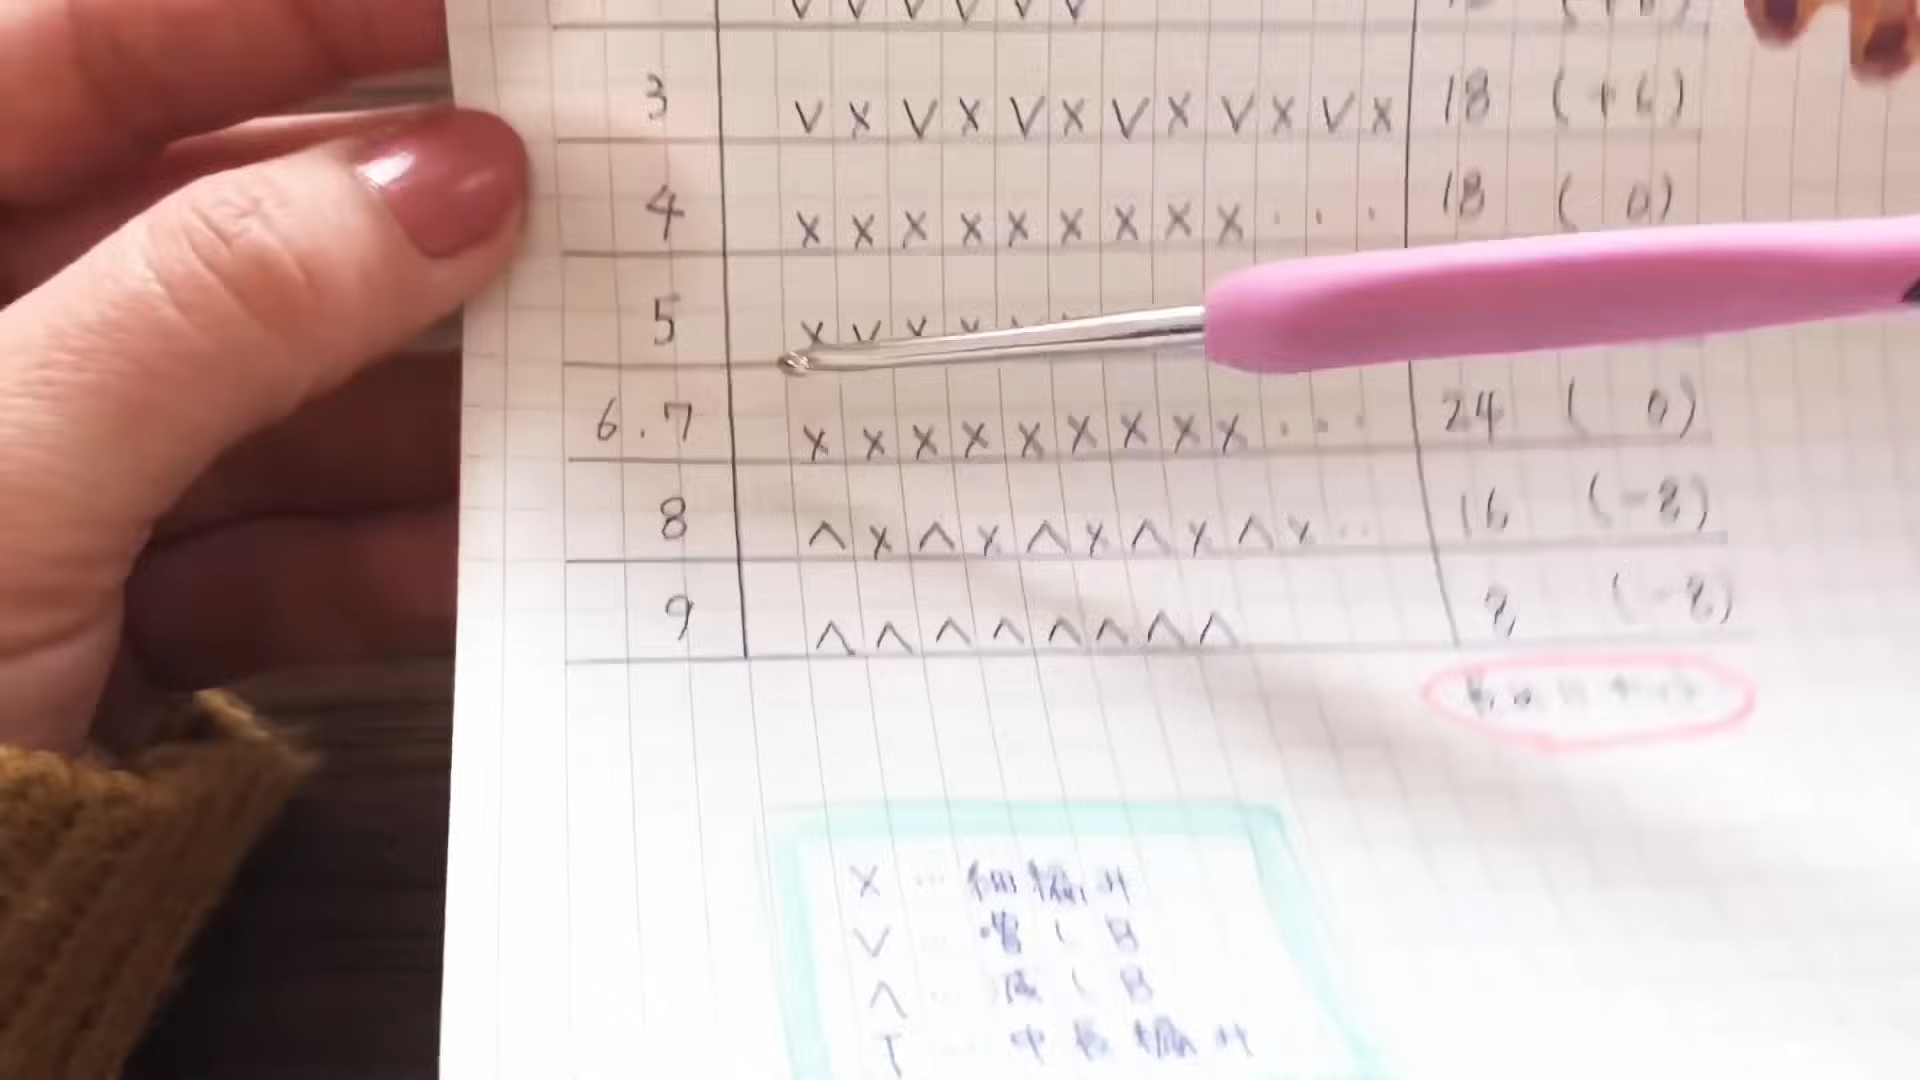 V V V V V V
3 V X V X V X V X V X V X 18 (+6)
4 X X X X X X X X X ・・・ 18 ( 0)
5 X V X
6.7 X X X X X X X X X ・・・ 24 ( 0)
8 Λ X Λ X Λ X Λ X Λ X ・・ 16 (-8)
9 Λ Λ Λ Λ Λ Λ Λ Λ 8 (-8)
X … 細編み
V … 増し目
Λ … 減し目
T … 中長編み